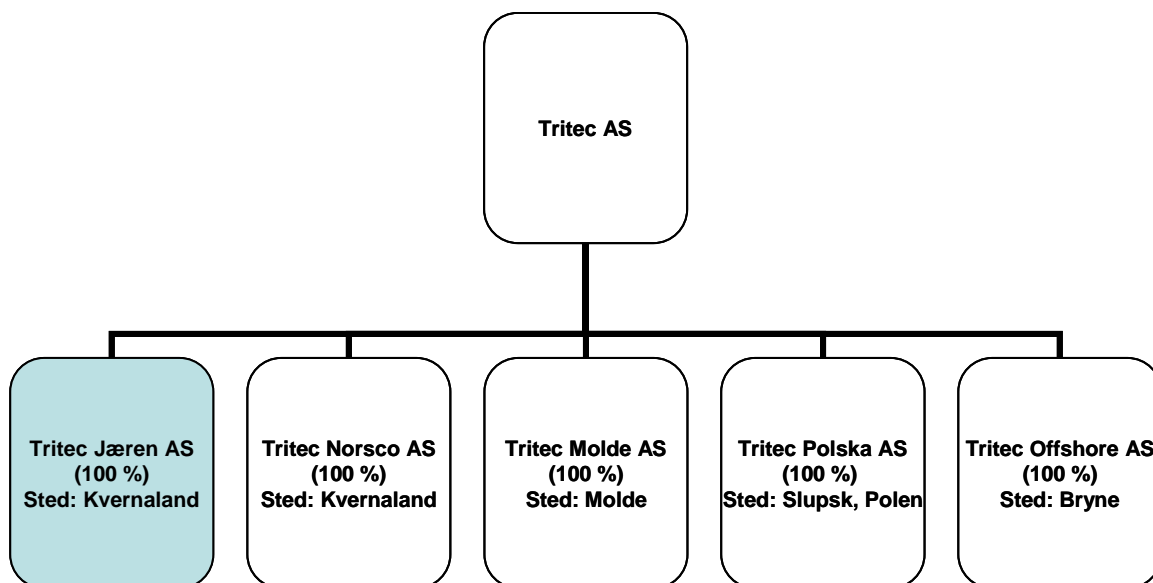 Tritec AS
Tritec Jæren AS
(100 %)
Sted: Kvernaland
Tritec Norsco AS
(100 %)
Sted: Kvernaland
Tritec Molde AS
(100 %)
Sted: Molde
Tritec Polska AS
(100 %)
Sted: Slupsk, Polen
Tritec Offshore AS
(100 %)
Sted: Bryne